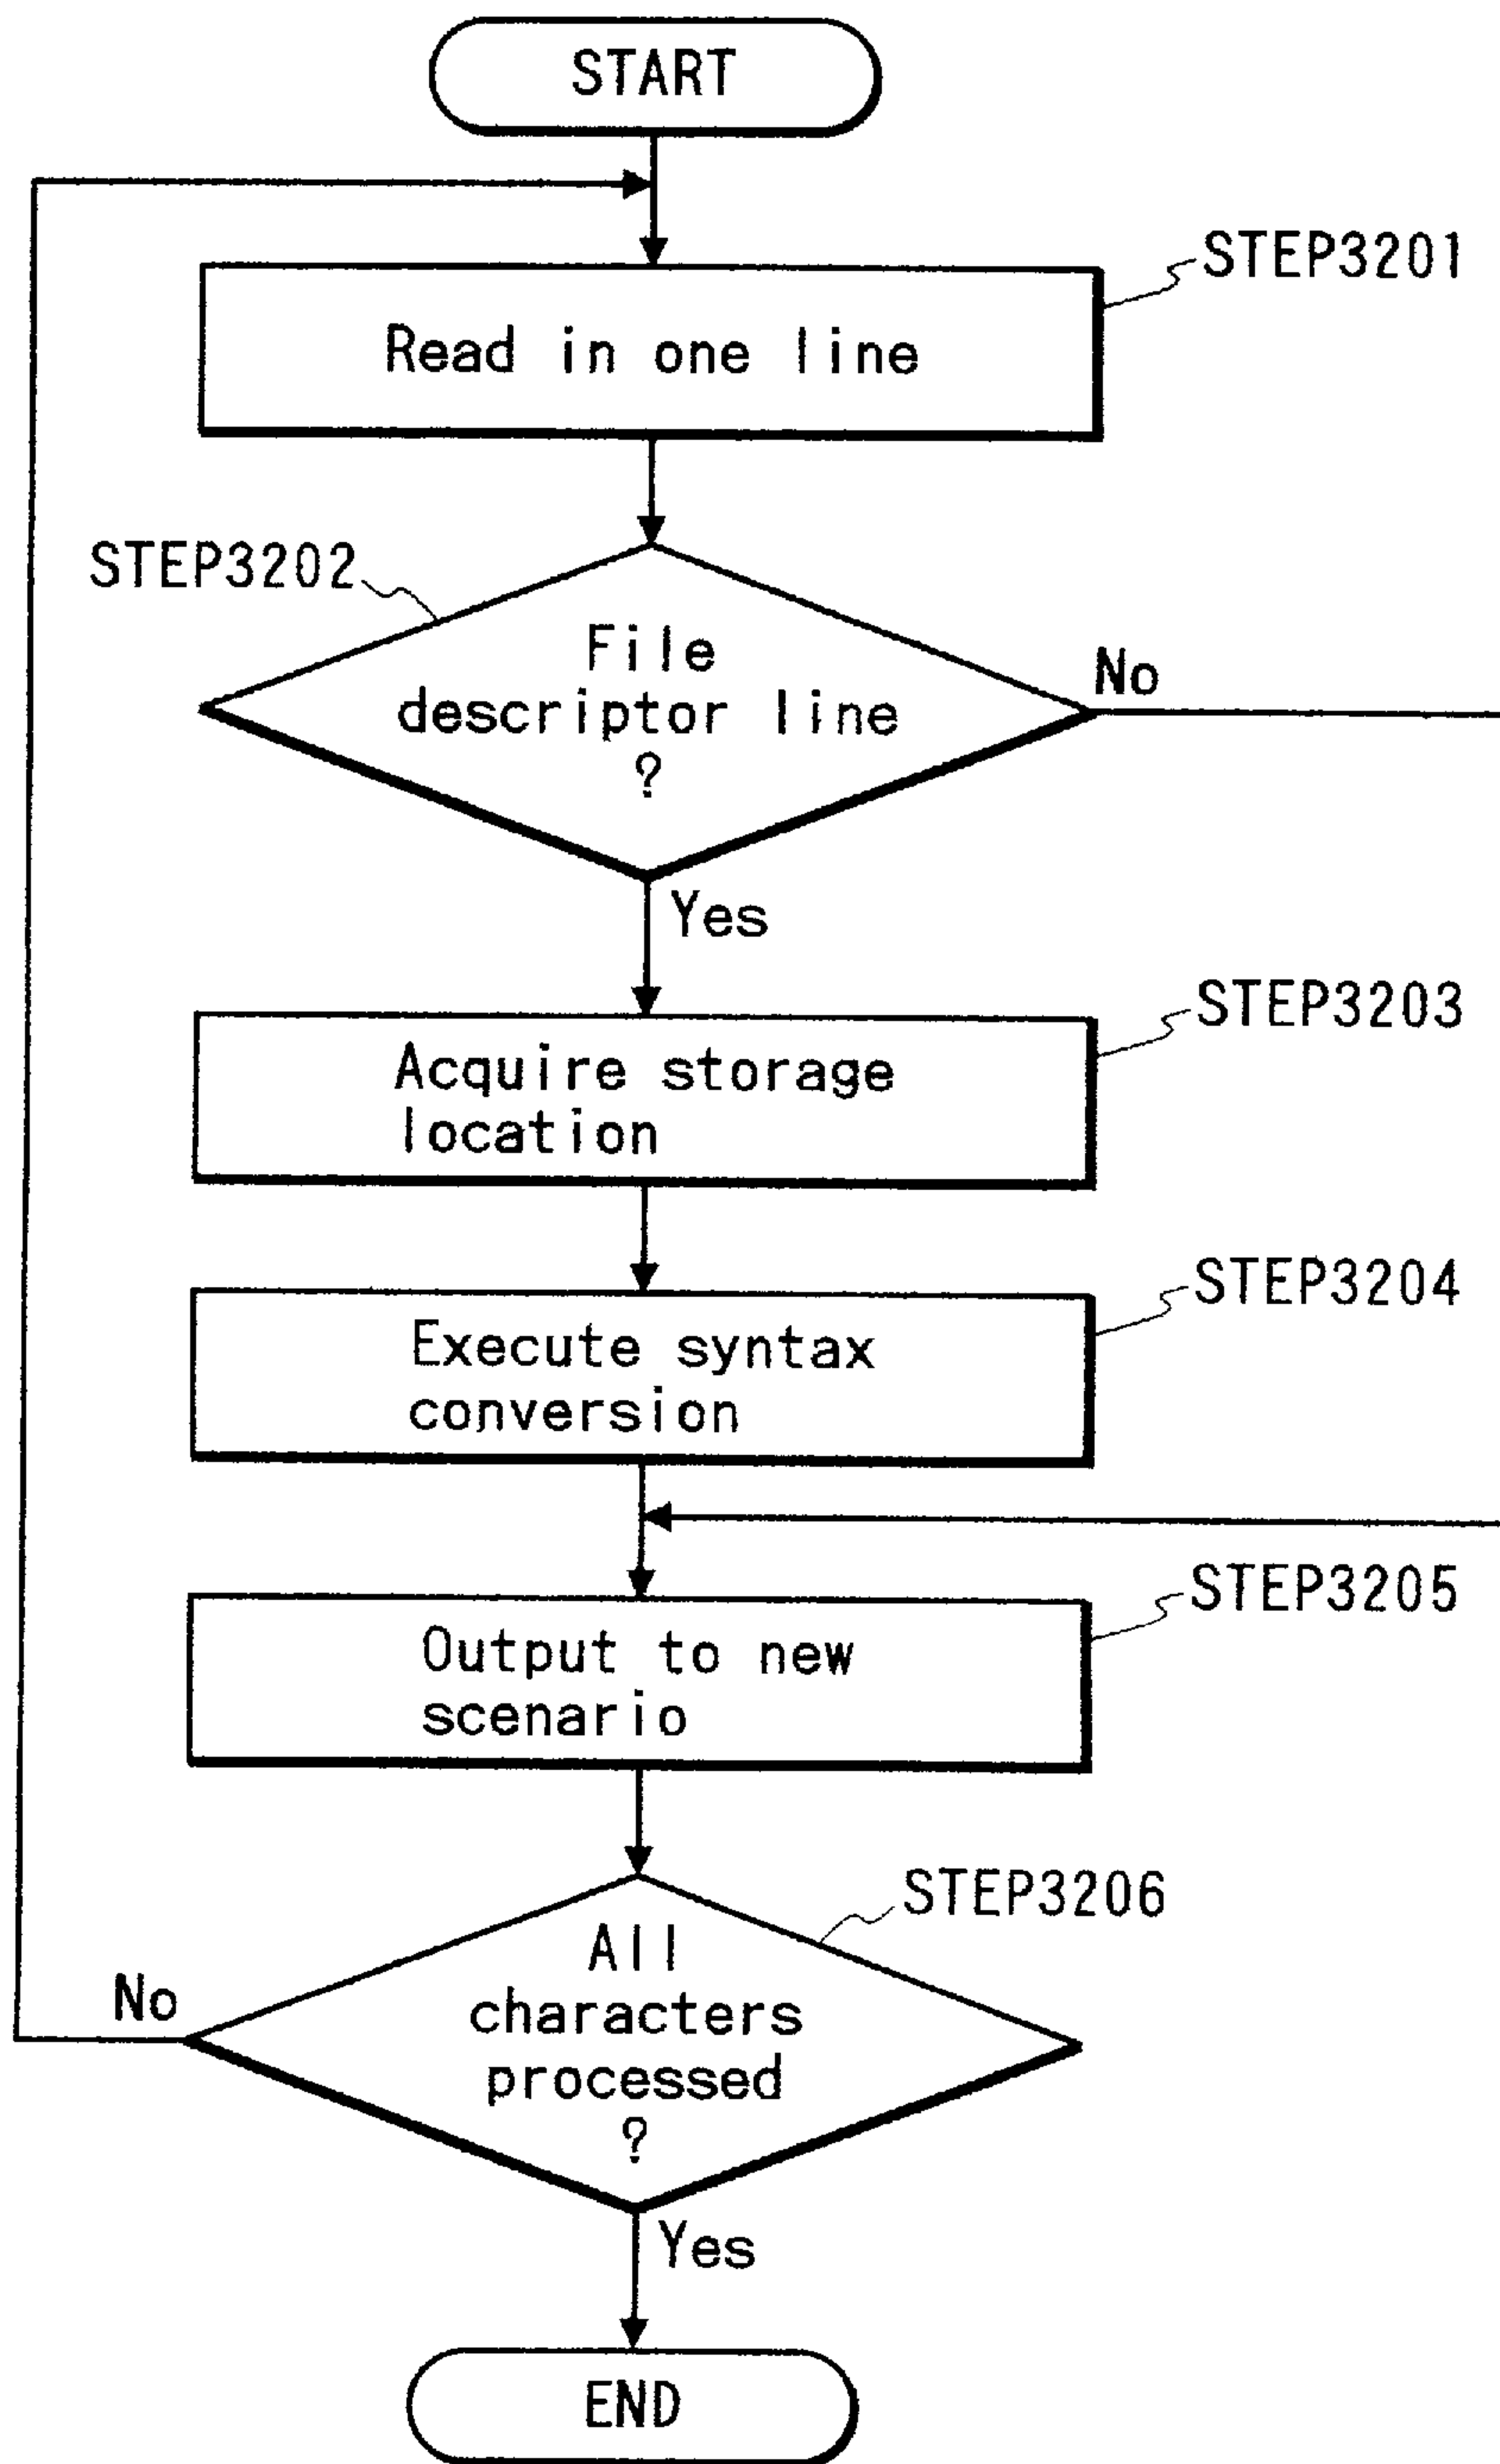 START
STEP3201
Read in one line
STEP3202
File
descriptor line
?
No
Yes
STEP3203
Acquire storage
location
STEP3204
Execute syntax
conversion
STEP3205
Output to new
scenario
STEP3206
All
characters
processed
?
No
Yes
END